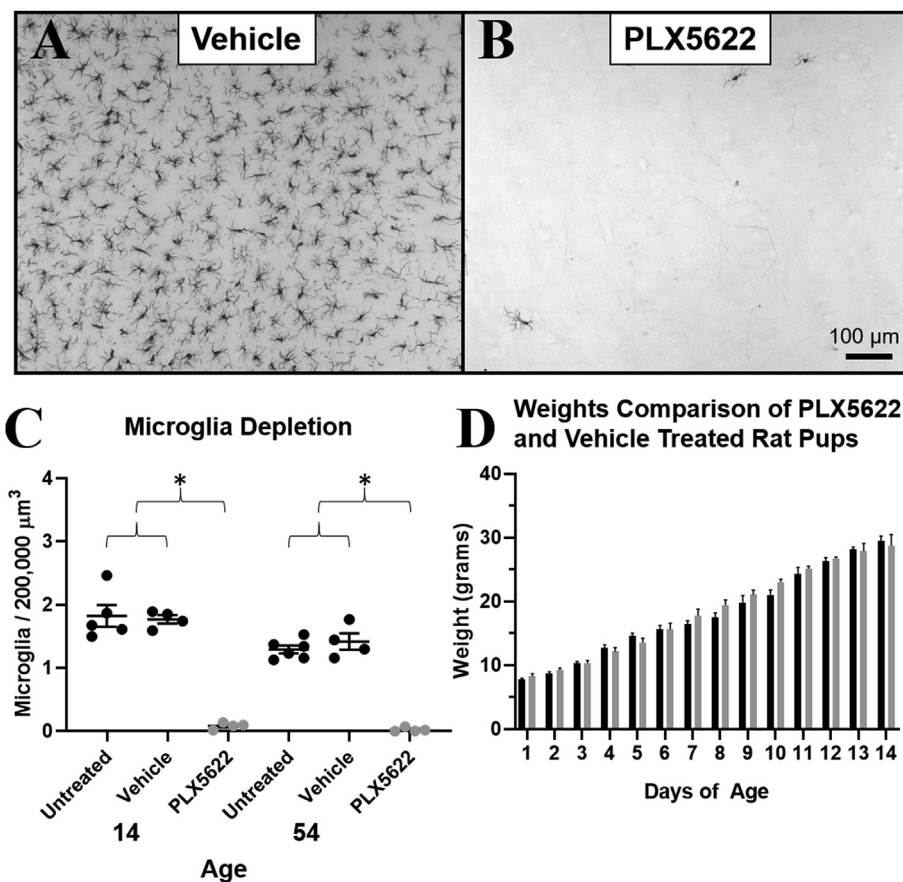 A
Vehicle
B
PLX5622
100 µm
C
Microglia Depletion
Microglia / 200,000 µm³
4
3
2
1
0
*
*
Untreated
Vehicle
PLX5622
Untreated
Vehicle
PLX5622
14
54
Age
D
Weights Comparison of PLX5622
and Vehicle Treated Rat Pups
Weight (grams)
40
30
20
10
0
1 2 3 4 5 6 7 8 9 10 11 12 13 14
Days of Age